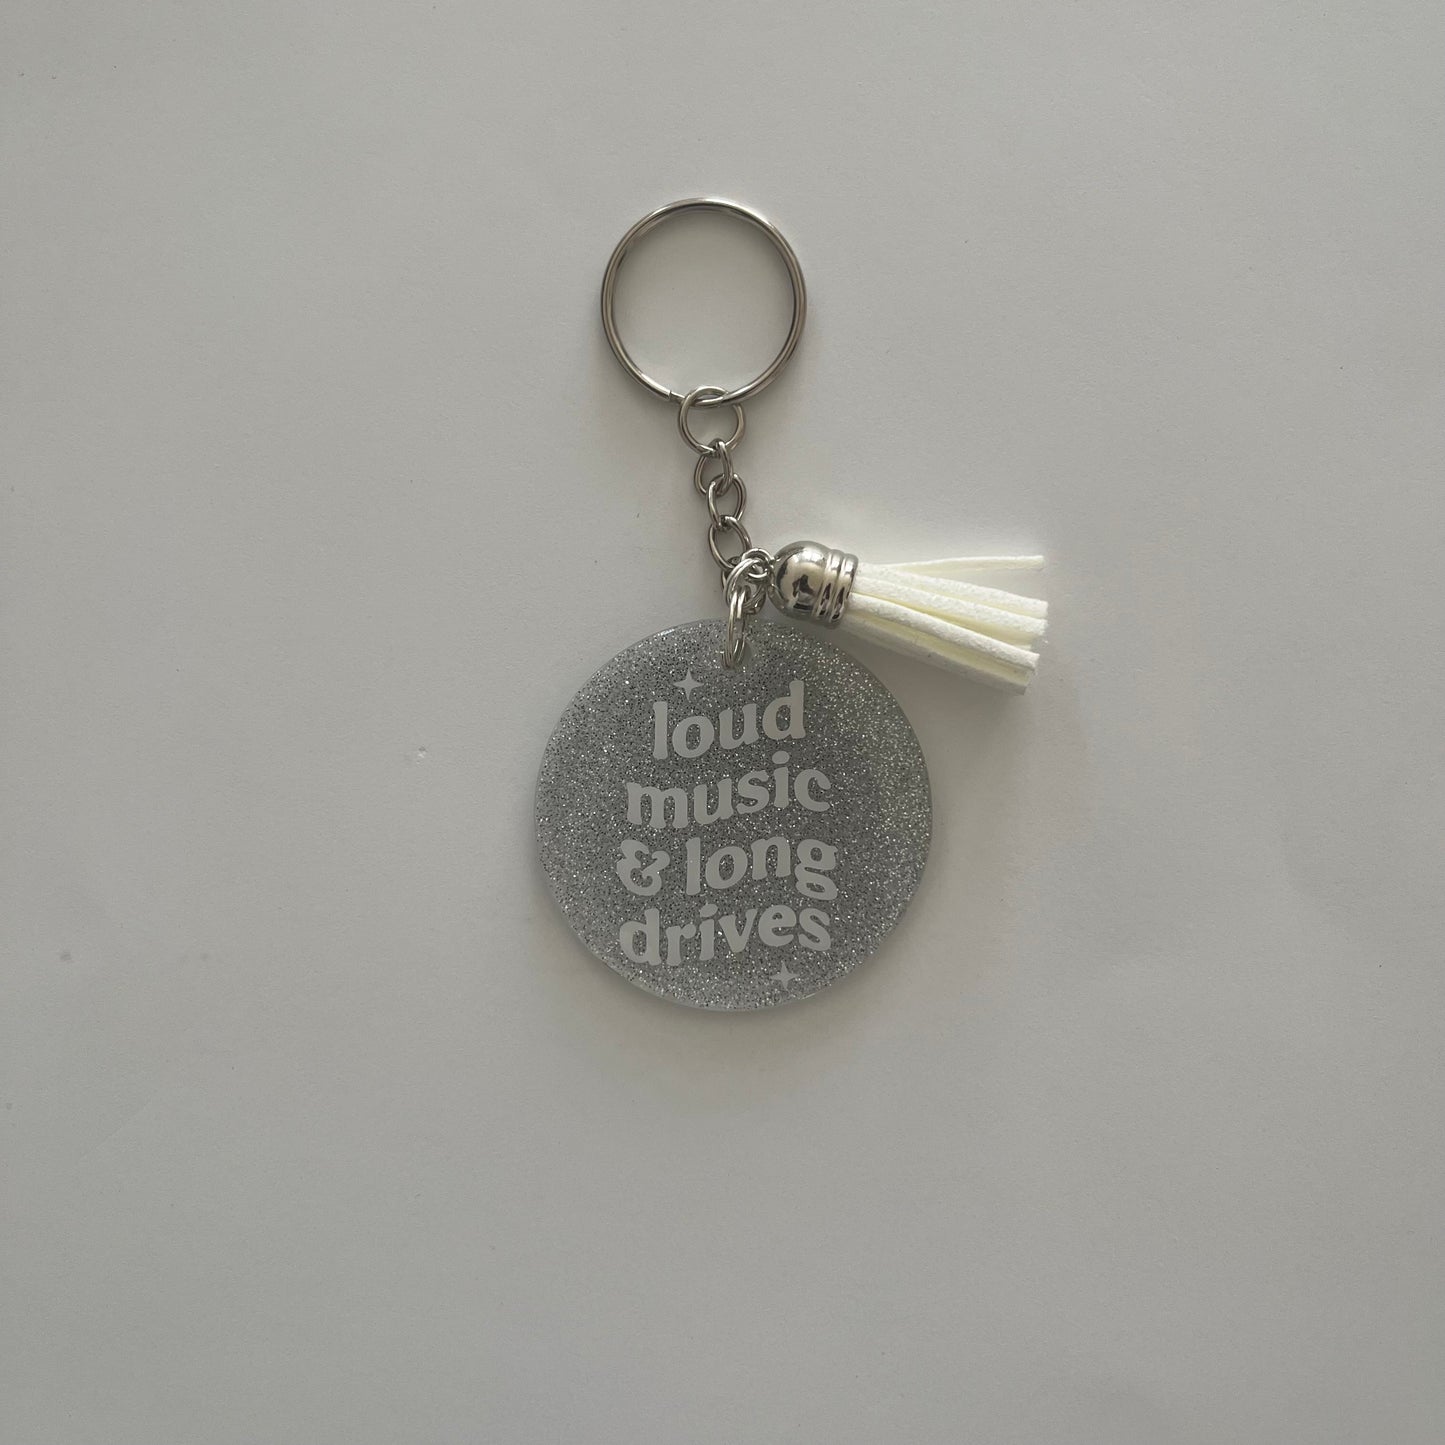 loud
music
& long
drives